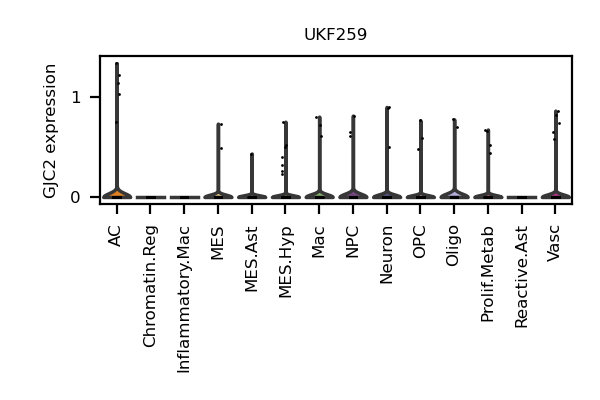 UKF259
GJC2 expression
1
0
AC
Chromatin.Reg
Inflammatory.Mac
MES
MES.Ast
MES.Hyp
Mac
NPC
Neuron
OPC
Oligo
Prolif.Metab
Reactive.Ast
Vasc